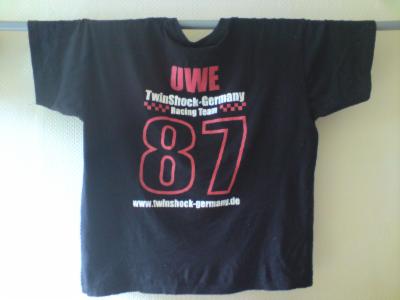 UWE
TwinShock-Germany
Racing Team
87
www.twinshock-germany.de